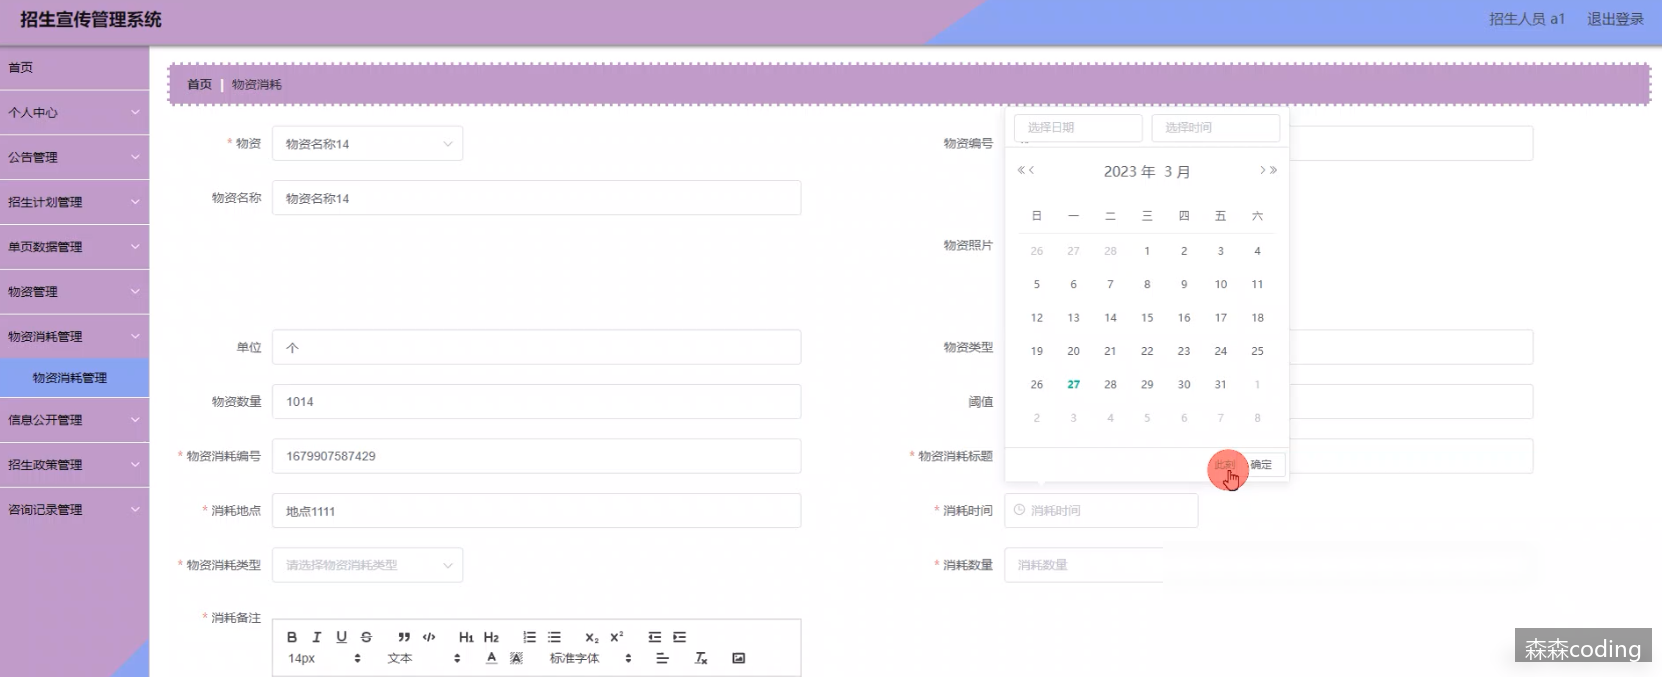 招生宣传管理系统
招生人员 a1 退出登录
首页
个人中心
公告管理
招生计划管理
单页数据管理
物资管理
物资消耗管理
物资消耗管理
信息公开管理
招生政策管理
咨询记录管理
首页 物资消耗
* 物资 物资名称14
物资编号
物资名称 物资名称14
物资照片
单位 个
物资类型
物资数量 1014
阈值
* 物资消耗编号 1679907587429
* 物资消耗标题
* 消耗地点 地点1111
* 消耗时间 消耗时间
* 物资消耗类型 请选择物资消耗类型
* 消耗数量 消耗数量
* 消耗备注
选择日期 选择时间
2023 年 3 月
日 一 二 三 四 五 六
26 27 28 1 2 3 4
5 6 7 8 9 10 11
12 13 14 15 16 17 18
19 20 21 22 23 24 25
26 27 28 29 30 31 1
2 3 4 5 6 7 8
此刻 确定
B I U S H1 H2 X₂ X²
14px 文本 A A 标准字体
森森coding